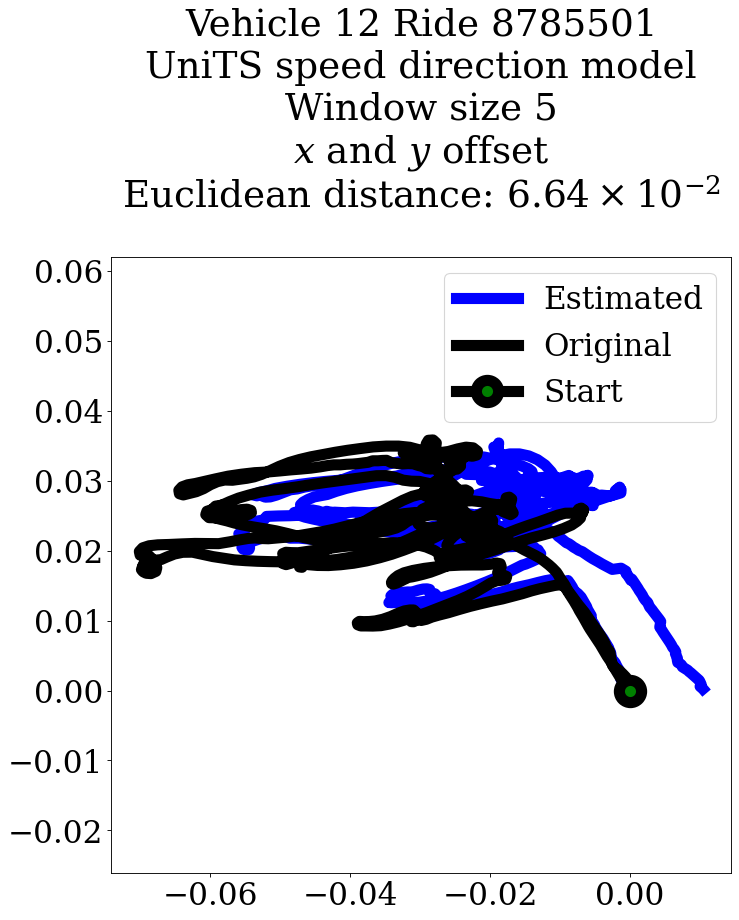 Vehicle 12 Ride 8785501
UniTS speed direction model
Window size 5
x and y offset
Euclidean distance: 6.64 × 10⁻²
Estimated
Original
Start
0.06
0.05
0.04
0.03
0.02
0.01
0.00
−0.01
−0.02
−0.06 −0.04 −0.02 0.00